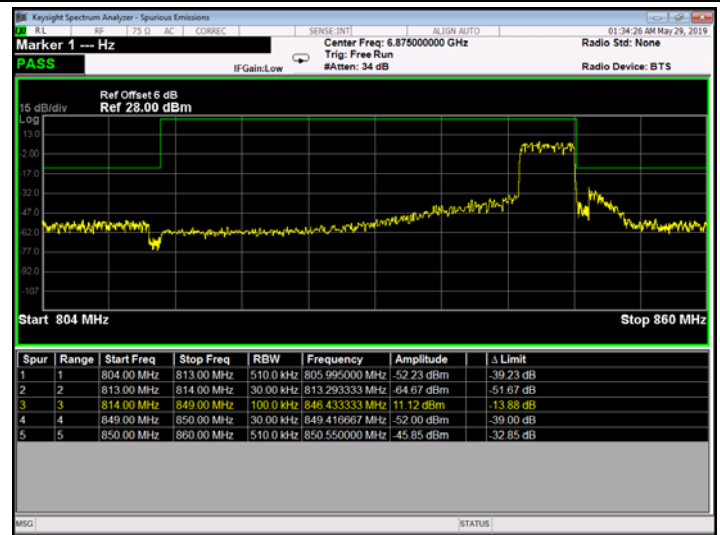 Keysight Spectrum Analyzer - Spurious Emissions
RL RF 75 Ω AC CORREC SENSE:INT ALIGN AUTO 01:34:26 AM May 29, 2019
Marker 1 --- Hz Center Freq: 6.875000000 GHz Radio Std: None
Trig: Free Run
PASS IFGain:Low #Atten: 34 dB Radio Device: BTS
Ref Offset 6 dB
15 dB/div Ref 28.00 dBm
Log
13.0
-2.00
-17.0
-32.0
-47.0
-62.0
-77.0
-92.0
-107
Start 804 MHz Stop 860 MHz
Spur Range Start Freq Stop Freq RBW Frequency Amplitude Δ Limit
1 1 804.00 MHz 813.00 MHz 510.0 kHz 805.995000 MHz -52.23 dBm -39.23 dB
2 2 813.00 MHz 814.00 MHz 30.00 kHz 813.293333 MHz -64.67 dBm -51.67 dB
3 3 814.00 MHz 849.00 MHz 100.0 kHz 846.433333 MHz 11.12 dBm -13.88 dB
4 4 849.00 MHz 850.00 MHz 30.00 kHz 849.416667 MHz -52.00 dBm -39.00 dB
5 5 850.00 MHz 860.00 MHz 510.0 kHz 850.550000 MHz -45.85 dBm -32.85 dB
MSG STATUS